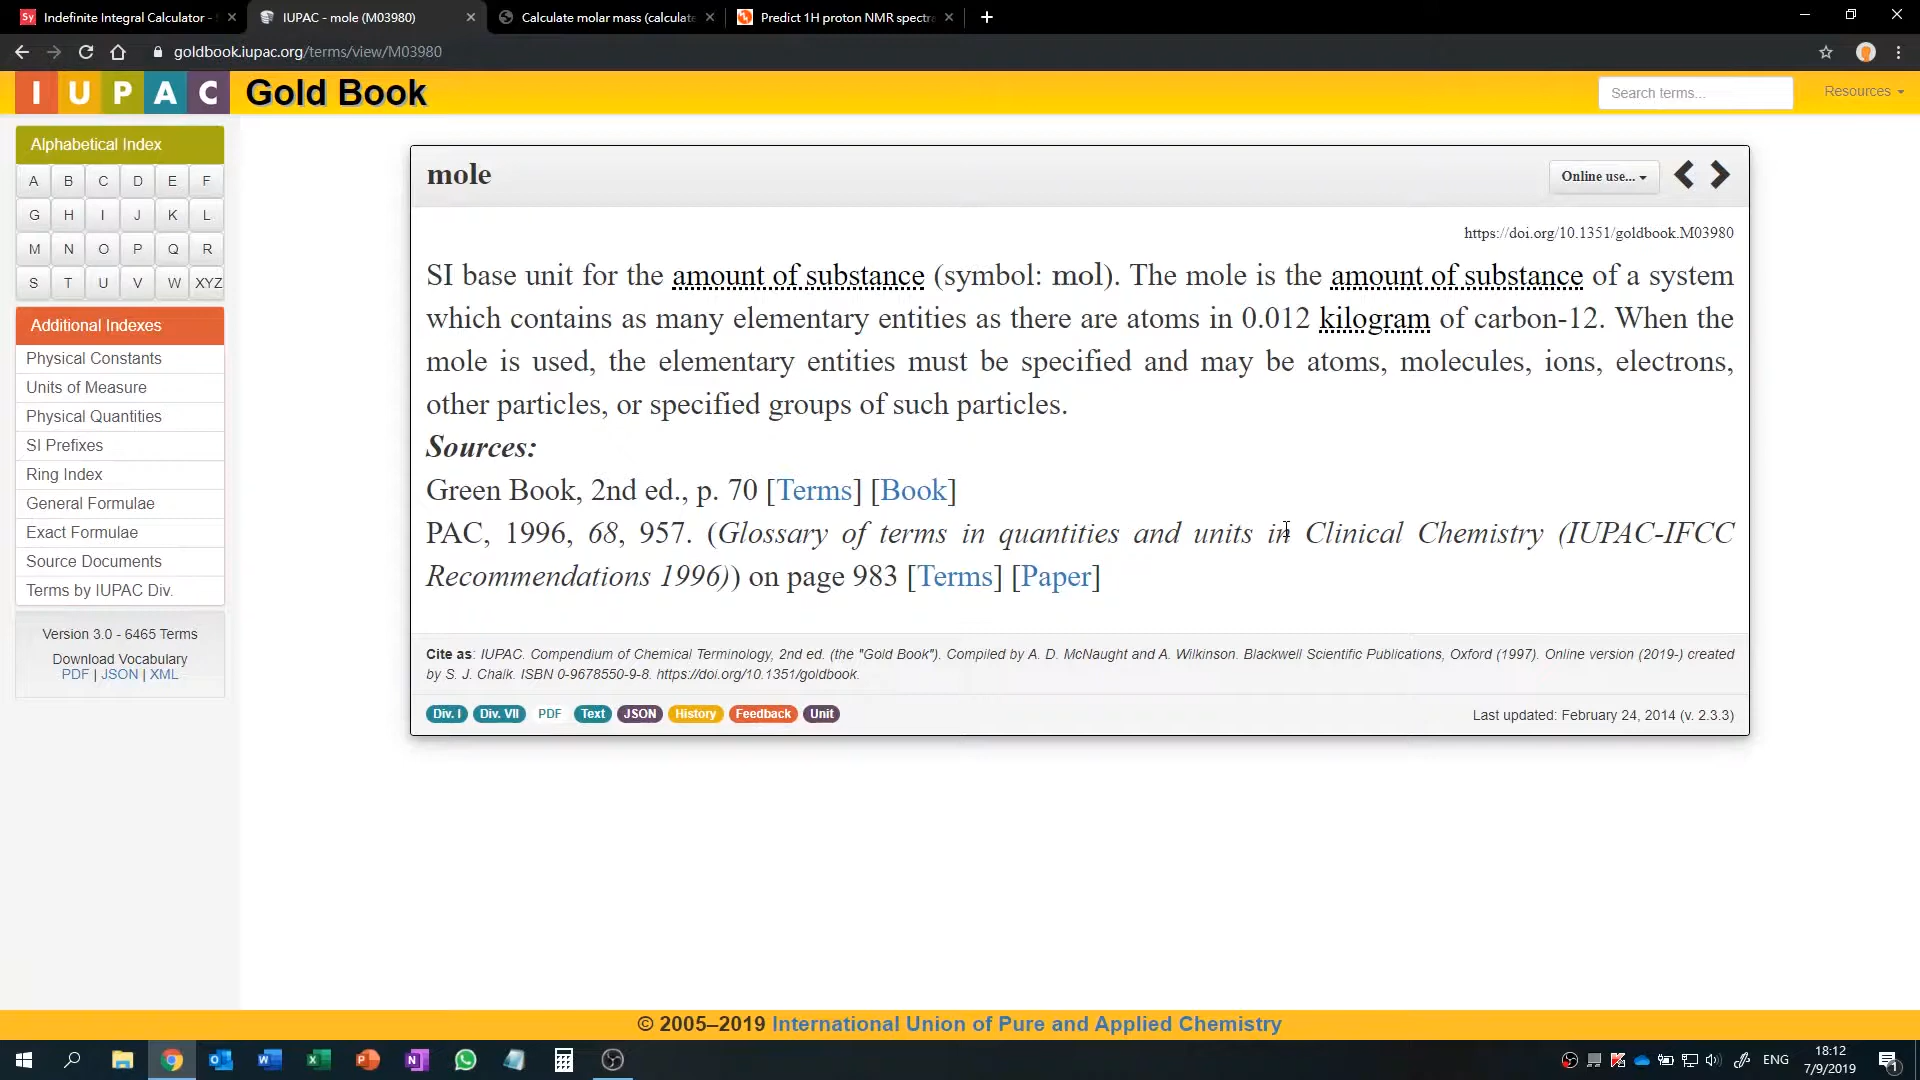 Indefinite Integral Calculator -
IUPAC - mole (M03980)
Calculate molar mass (calculate
Predict 1H proton NMR spectr
goldbook.iupac.org/terms/view/M03980
I U P A C Gold Book
Search terms...
Resources
Alphabetical Index
A B C D E F
G H I J K L
M N O P Q R
S T U V W XYZ
Additional Indexes
Physical Constants
Units of Measure
Physical Quantities
SI Prefixes
Ring Index
General Formulae
Exact Formulae
Source Documents
Terms by IUPAC Div.
Version 3.0 - 6465 Terms
Download Vocabulary
PDF | JSON | XML
mole
Online use...
https://doi.org/10.1351/goldbook.M03980
SI base unit for the amount of substance (symbol: mol). The mole is the amount of substance of a system
which contains as many elementary entities as there are atoms in 0.012 kilogram of carbon-12. When the
mole is used, the elementary entities must be specified and may be atoms, molecules, ions, electrons,
other particles, or specified groups of such particles.
Sources:
Green Book, 2nd ed., p. 70 [Terms] [Book]
PAC, 1996, 68, 957. (Glossary of terms in quantities and units in Clinical Chemistry (IUPAC-IFCC
Recommendations 1996)) on page 983 [Terms] [Paper]
Cite as: IUPAC. Compendium of Chemical Terminology, 2nd ed. (the "Gold Book"). Compiled by A. D. McNaught and A. Wilkinson. Blackwell Scientific Publications, Oxford (1997). Online version (2019-) created
by S. J. Chalk. ISBN 0-9678550-9-8. https://doi.org/10.1351/goldbook.
Div. I Div. VII PDF Text JSON History Feedback Unit
Last updated: February 24, 2014 (v. 2.3.3)
© 2005–2019 International Union of Pure and Applied Chemistry
ENG
18:12
7/9/2019